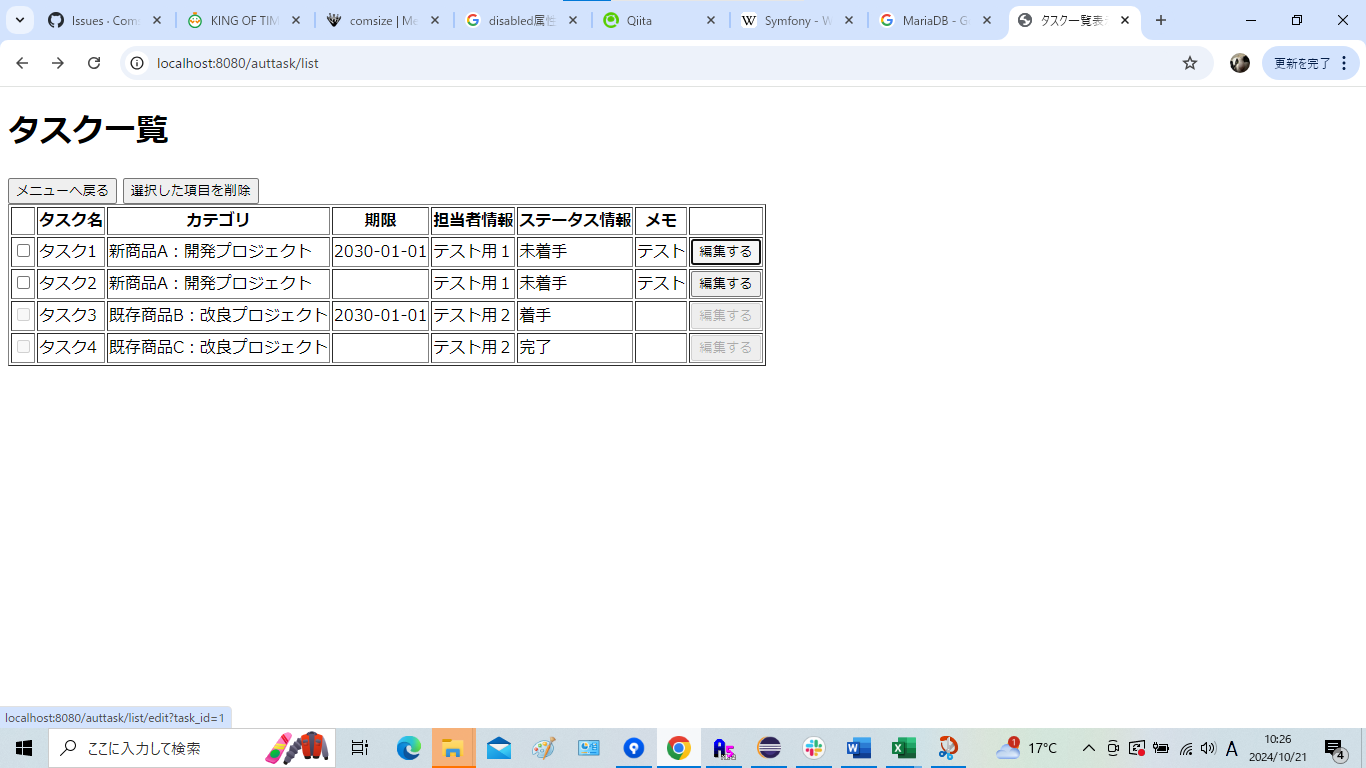 Issues · Com
KING OF TIM
comsize | Me
disabled属性
Qiita
Symfony - W
MariaDB - G
タスク一覧表
localhost:8080/auttask/list
更新を完了
タスク一覧
メニューへ戻る 選択した項目を削除
タスク名 カテゴリ 期限 担当者情報 ステータス情報 メモ
タスク1 新商品A：開発プロジェクト 2030-01-01 テスト用１ 未着手 テスト 編集する
タスク2 新商品A：開発プロジェクト テスト用１ 未着手 テスト 編集する
タスク3 既存商品B：改良プロジェクト 2030-01-01 テスト用２ 着手 編集する
タスク4 既存商品C：改良プロジェクト テスト用２ 完了 編集する
localhost:8080/auttask/list/edit?task_id=1
ここに入力して検索
1
17°C
A
10:26
2024/10/21
4